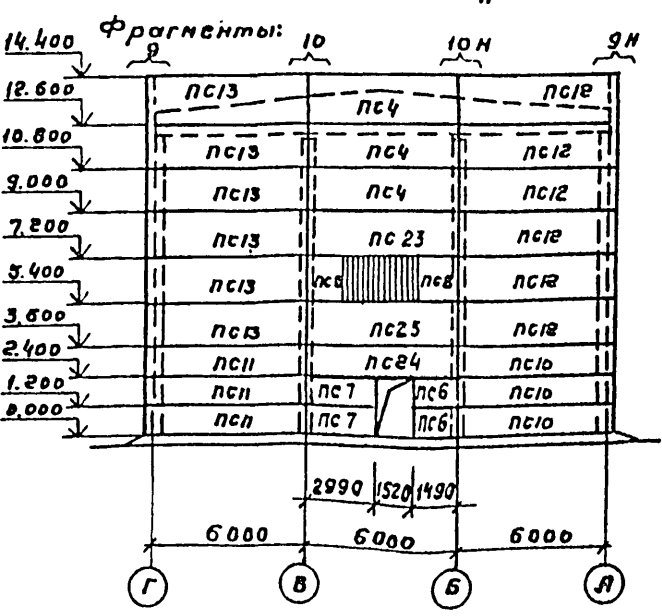 Фрагменты:
9 10 10н 9н
14.400
ПС13 ПС12
12.600 ПС4
10.800
ПС13 ПС4 ПС12
9.000
ПС13 ПС4 ПС12
7.200
ПС13 ПС23 ПС12
5.400
ПС13 ПС8 ПС12
3.600
ПС13 ПС25 ПС12
2.400
ПС11 ПС24 ПС10
1.200
ПС11 ПС7 ПС6 ПС10
0.000
ПС11 ПС7 ПС6 ПС10
2990 1520 1490
6000 6000 6000
Г В Б А